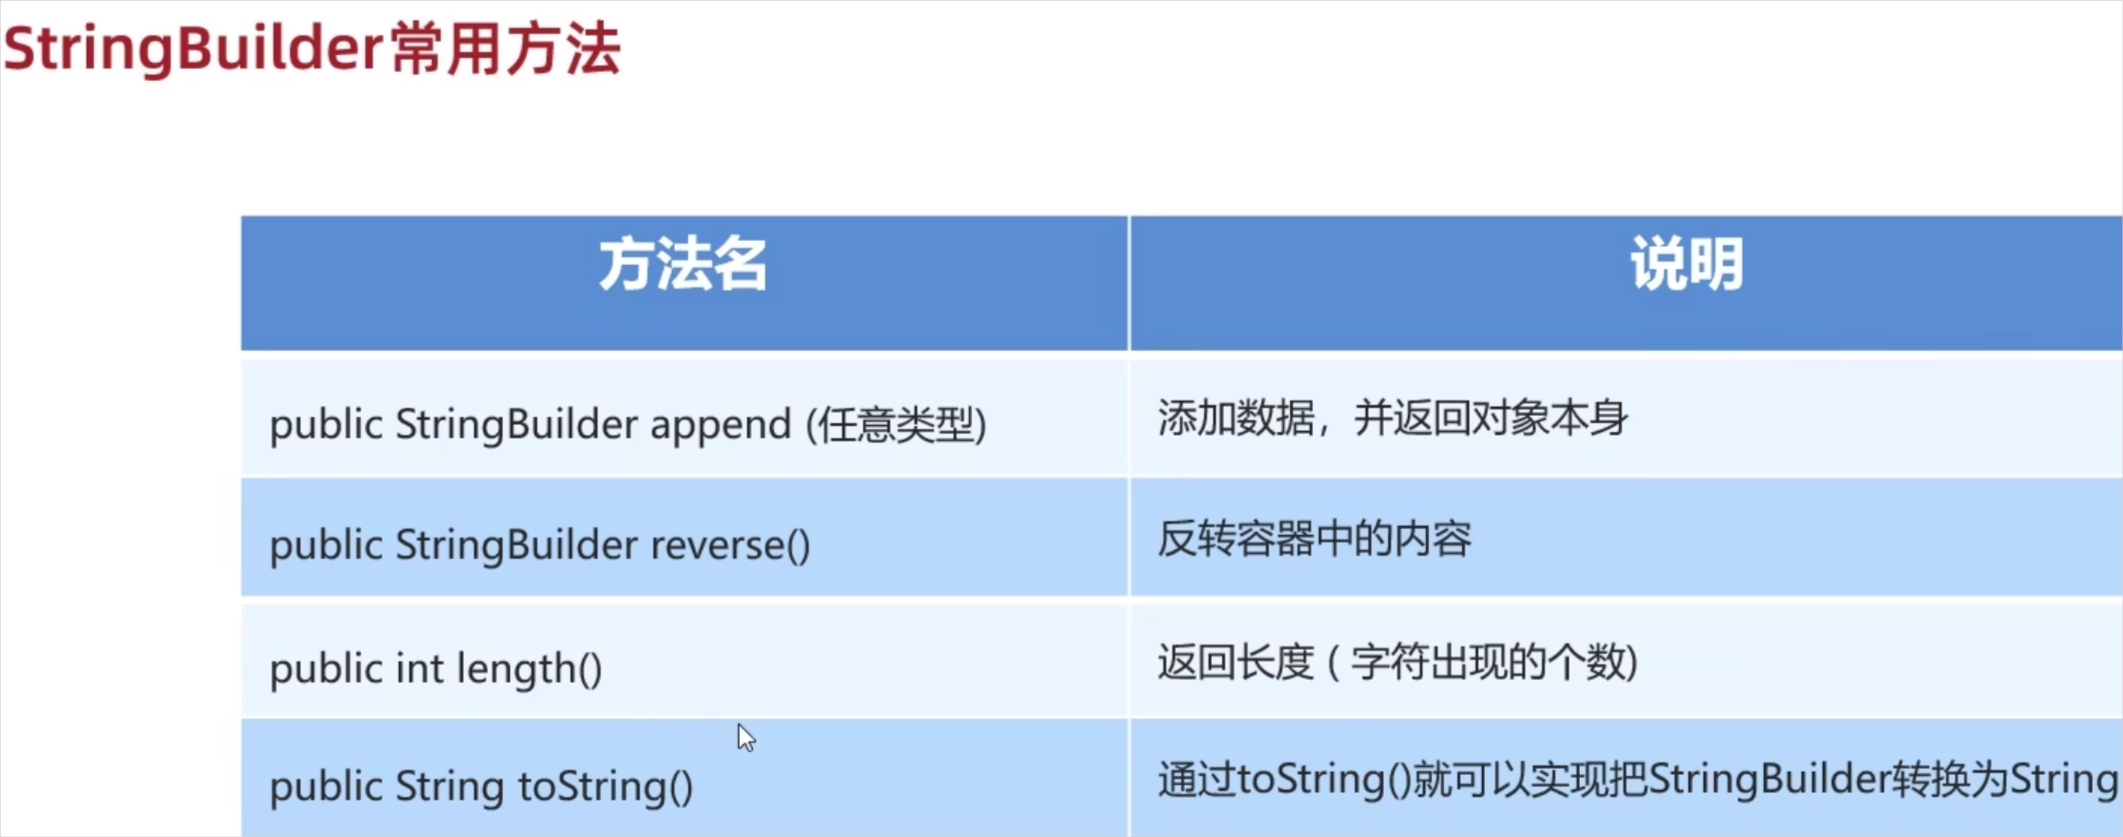 StringBuilder常用方法
方法名 说明
public StringBuilder append (任意类型) 添加数据，并返回对象本身
public StringBuilder reverse() 反转容器中的内容
public int length() 返回长度 ( 字符出现的个数)
public String toString() 通过toString()就可以实现把StringBuilder转换为String